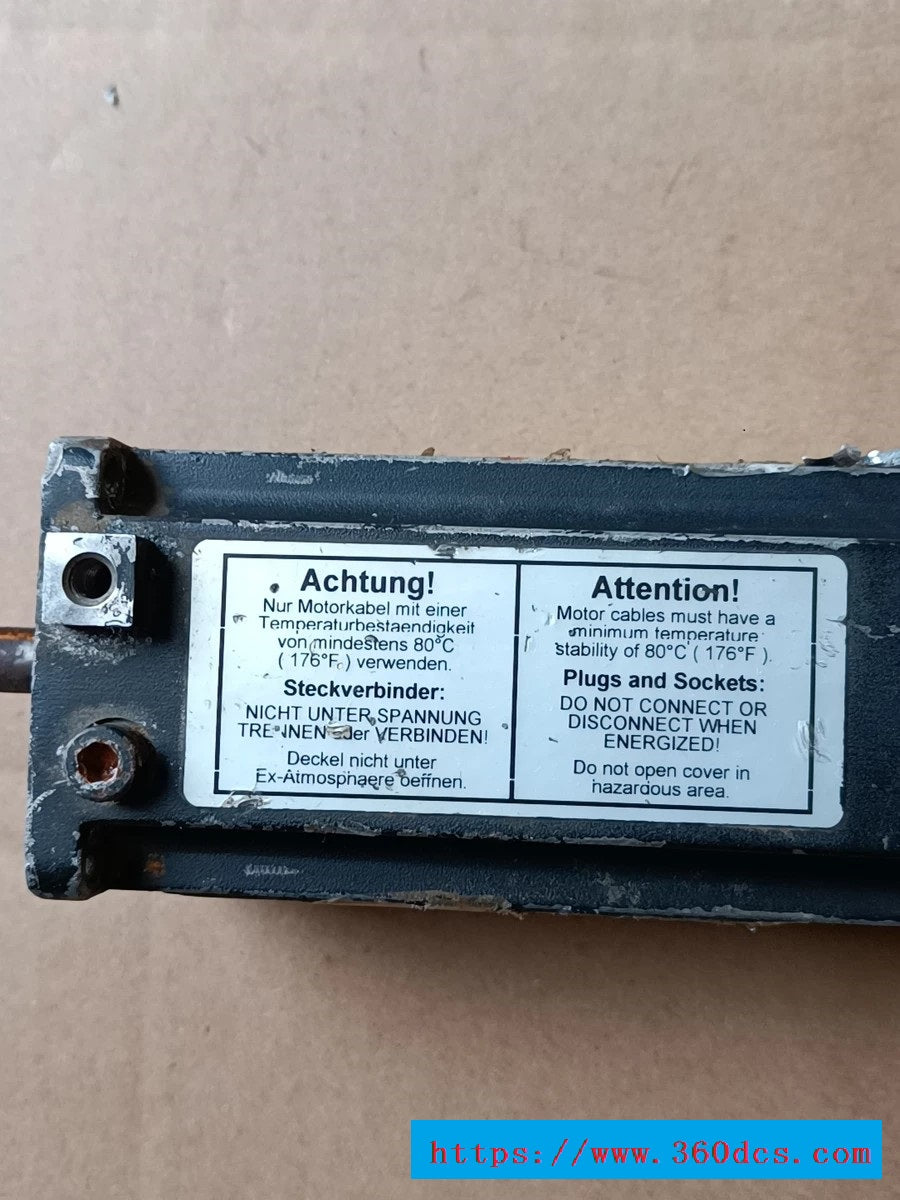 Achtung!
Nur Motorkabel mit einer
Temperaturbestaendigkeit
von mindestens 80°C
( 176°F ) verwenden.
Steckverbinder:
NICHT UNTER SPANNUNG
TRENNEN oder VERBINDEN!
Deckel nicht unter
Ex-Atmosphaere oeffnen.
Attention!
Motor cables must have a
minimum temperature
stability of 80°C ( 176°F ).
Plugs and Sockets:
DO NOT CONNECT OR
DISCONNECT WHEN
ENERGIZED!
Do not open cover in
hazardous area.
https://www.360dcs.com